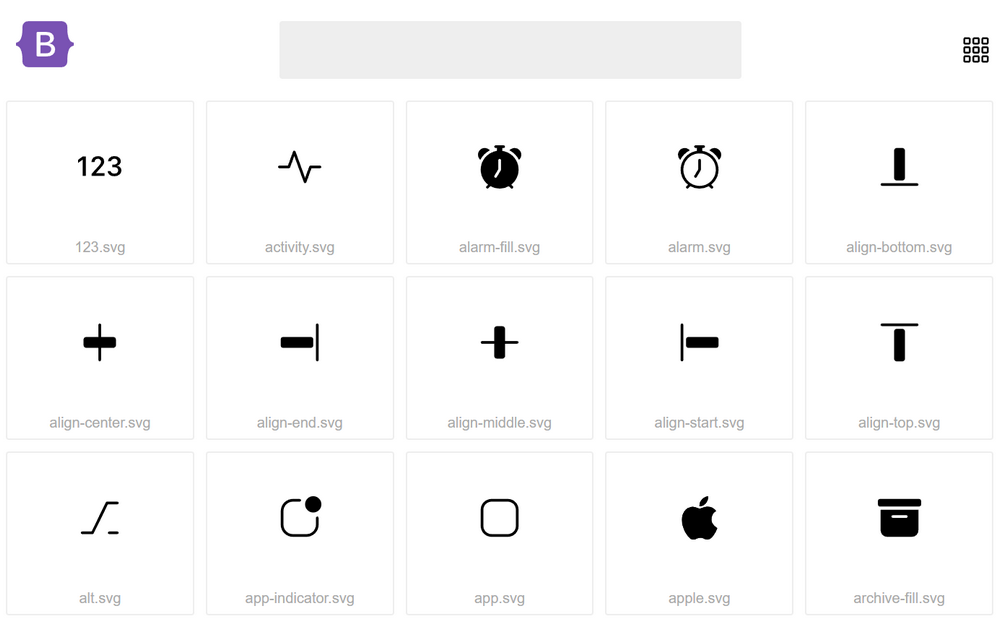 B
123
123.svg
activity.svg
alarm-fill.svg
alarm.svg
align-bottom.svg
align-center.svg
align-end.svg
align-middle.svg
align-start.svg
align-top.svg
alt.svg
app-indicator.svg
app.svg
apple.svg
archive-fill.svg